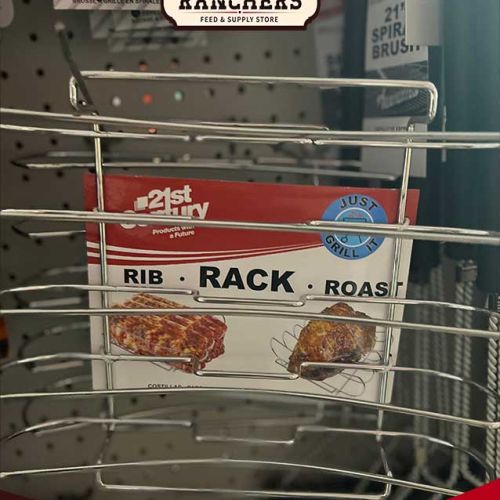 RANCHERS
FEED & SUPPLY STORE
21"
SPIRAL
BRUSH
21st
Century
Products with
a Future
JUST
GRILL IT
RIB · RACK · ROAST